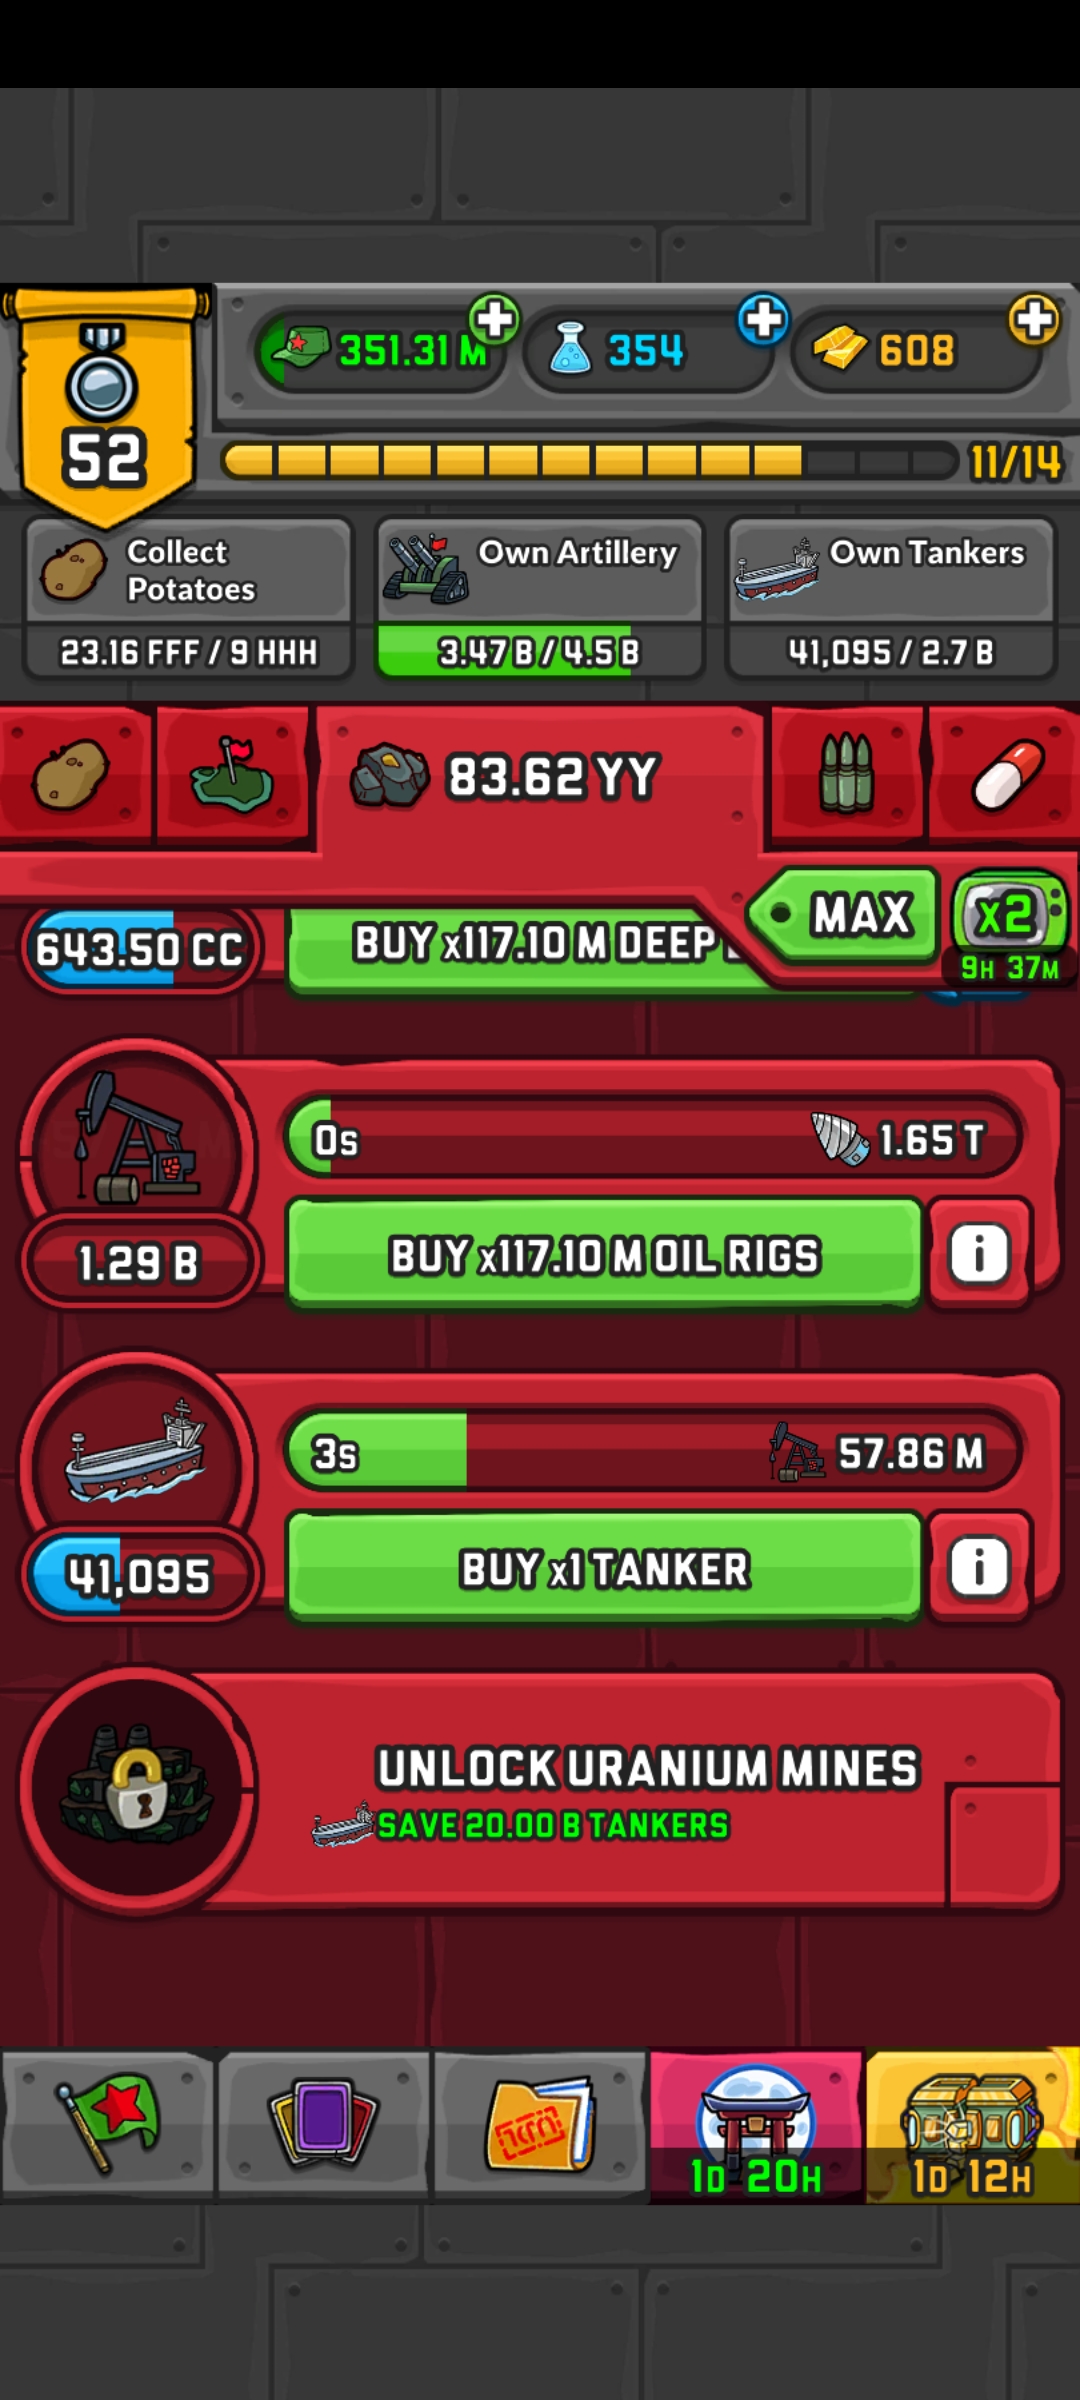 351.31 M
354
608
52
11/14
Collect
Potatoes
Own Artillery
Own Tankers
23.16 FFF / 9 HHH
3.47 B / 4.5 B
41,095 / 2.7 B
83.62 YY
MAX
x2
9H 37M
643.50 CC
BUY x117.10 M DEEP
0s
1.65 T
1.29 B
BUY x117.10 M OIL RIGS
i
3s
57.86 M
41,095
BUY x1 TANKER
i
UNLOCK URANIUM MINES
SAVE 20.00 B TANKERS
1D 20H
1D 12H